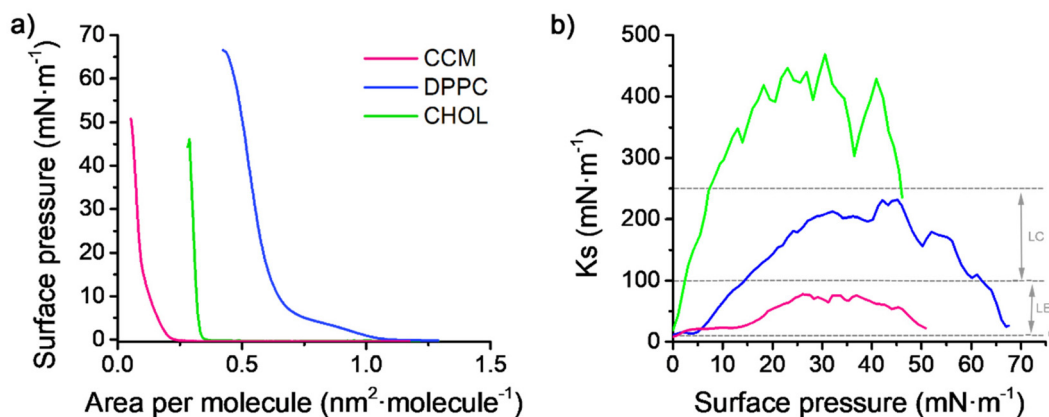 a)
Surface pressure (mN·m⁻¹)
70
60
50
40
30
20
10
0
CCM
DPPC
CHOL
0.0
0.5
1.0
1.5
Area per molecule (nm²·molecule⁻¹)
b)
Ks (mN·m⁻¹)
500
400
300
200
100
0
LC
LE
0
10
20
30
40
50
60
70
Surface pressure (mN·m⁻¹)